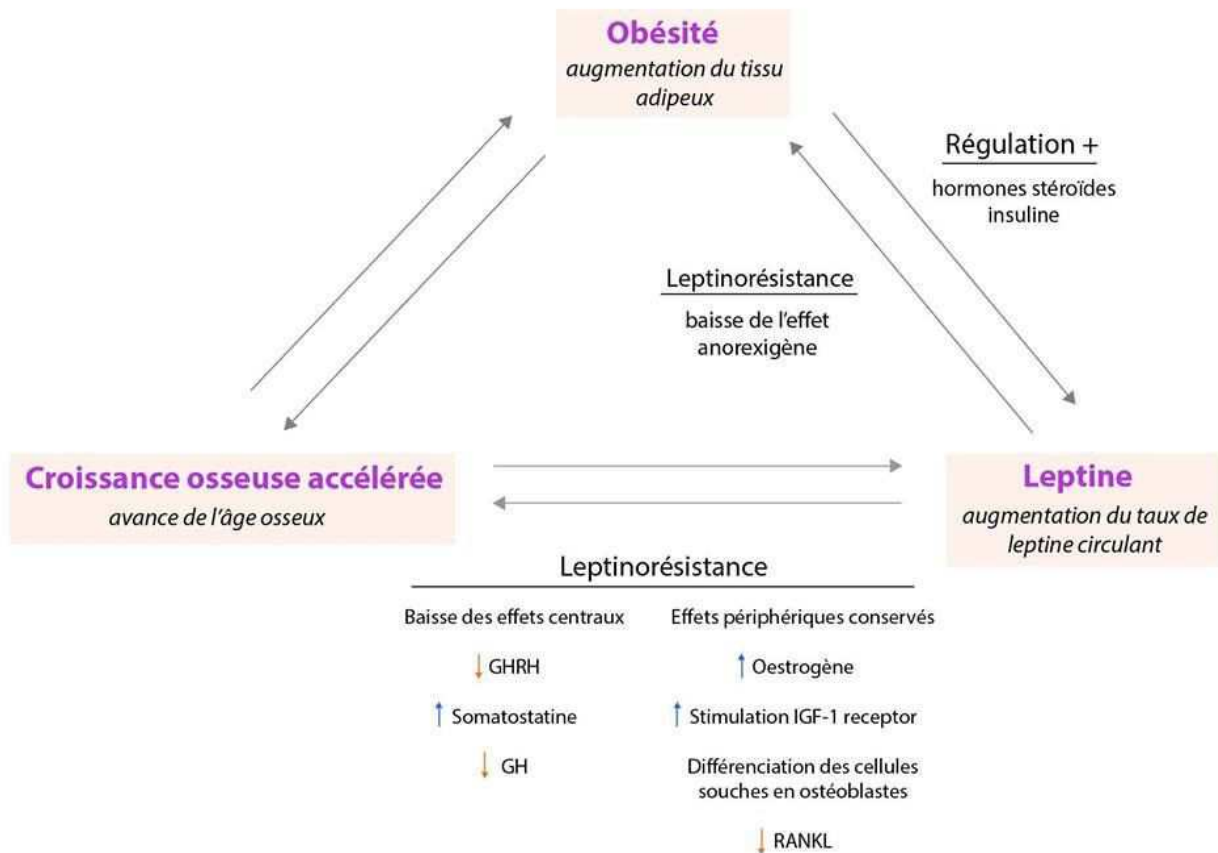 Obésité
augmentation du tissu
adipeux
Régulation +
hormones stéroïdes
insuline
Leptinorésistance
baisse de l'effet
anorexigène
Croissance osseuse accélérée
avance de l'âge osseux
Leptine
augmentation du taux de
leptine circulant
Leptinorésistance
Baisse des effets centraux
↓ GHRH
↑ Somatostatine
↓ GH
Effets périphériques conservés
↑ Oestrogène
↑ Stimulation IGF-1 receptor
Différenciation des cellules
souches en ostéoblastes
↓ RANKL